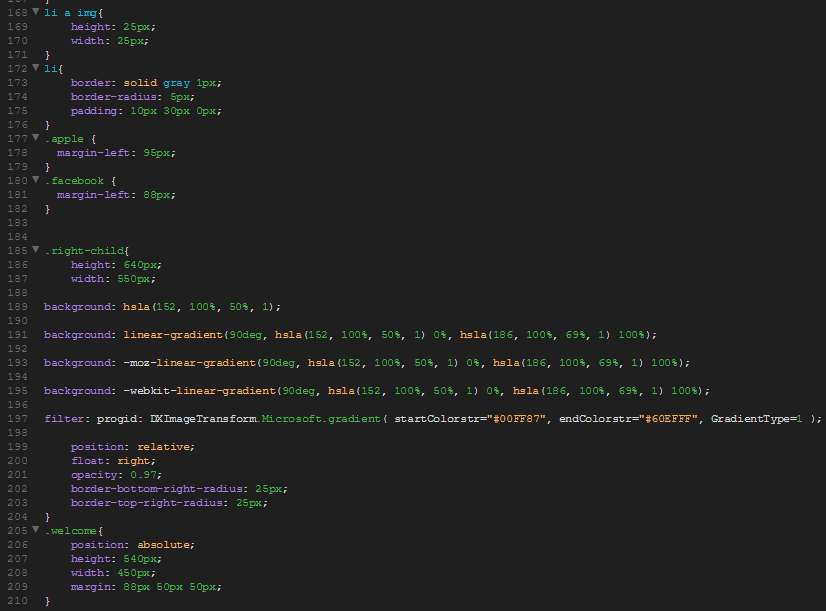 168 ▼ li a img{
169     height: 25px;
170     width: 25px;
171 }
172 ▼ li{
173     border: solid gray 1px;
174     border-radius: 5px;
175     padding: 10px 30px 0px;
176 }
177 ▼ .apple {
178   margin-left: 95px;
179 }
180 ▼ .facebook {
181   margin-left: 88px;
182 }
183
184
185 ▼ .right-child{
186     height: 640px;
187     width: 550px;
188
189 background: hsla(152, 100%, 50%, 1);
190
191 background: linear-gradient(90deg, hsla(152, 100%, 50%, 1) 0%, hsla(186, 100%, 69%, 1) 100%);
192
193 background: -moz-linear-gradient(90deg, hsla(152, 100%, 50%, 1) 0%, hsla(186, 100%, 69%, 1) 100%);
194
195 background: -webkit-linear-gradient(90deg, hsla(152, 100%, 50%, 1) 0%, hsla(186, 100%, 69%, 1) 100%);
196
197 filter: progid: DXImageTransform.Microsoft.gradient( startColorstr="#00FF87", endColorstr="#60EFFF", GradientType=1 );
198
199     position: relative;
200     float: right;
201     opacity: 0.97;
202     border-bottom-right-radius: 25px;
203     border-top-right-radius: 25px;
204 }
205 ▼ .welcome{
206     position: absolute;
207     height: 540px;
208     width: 450px;
209     margin: 88px 50px 50px;
210 }